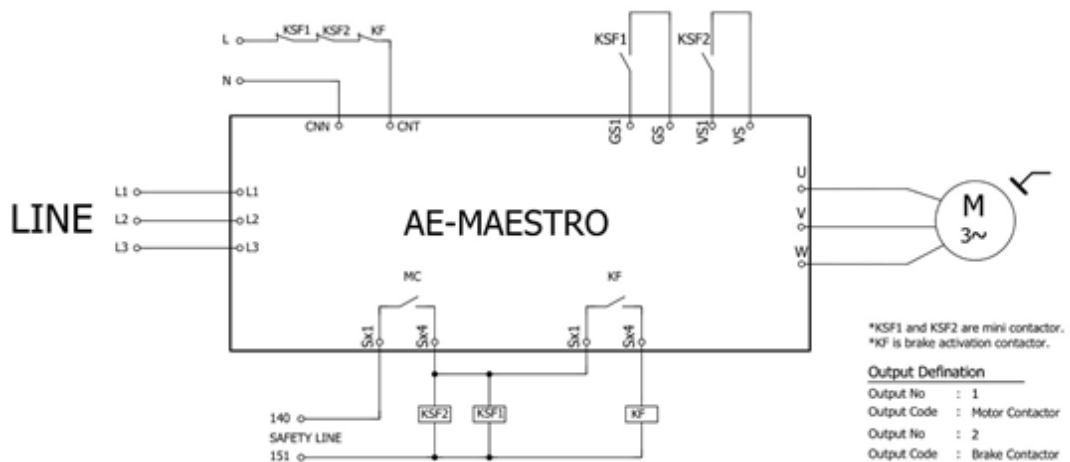 L
KSF1
KSF2
KF
N
CNN
CNT
KSF1
KSF2
GS1
GS
VS1
VS
LINE
L1
L2
L3
L1
L2
L3
AE-MAESTRO
U
V
W
M
3~
MC
KF
Sx1
Sx4
Sx1
Sx4
KSF2
KSF1
KF
140
SAFETY LINE
151
*KSF1 and KSF2 are mini contactor.
*KF is brake activation contactor.
Output Defination
Output No : 1
Output Code : Motor Contactor
Output No : 2
Output Code : Brake Contactor